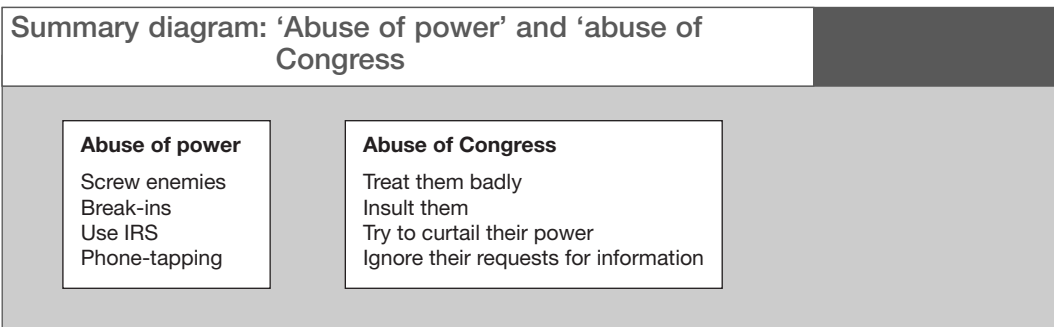 Summary diagram: ‘Abuse of power’ and ‘abuse of
Congress
Abuse of power
Screw enemies
Break-ins
Use IRS
Phone-tapping
Abuse of Congress
Treat them badly
Insult them
Try to curtail their power
Ignore their requests for information